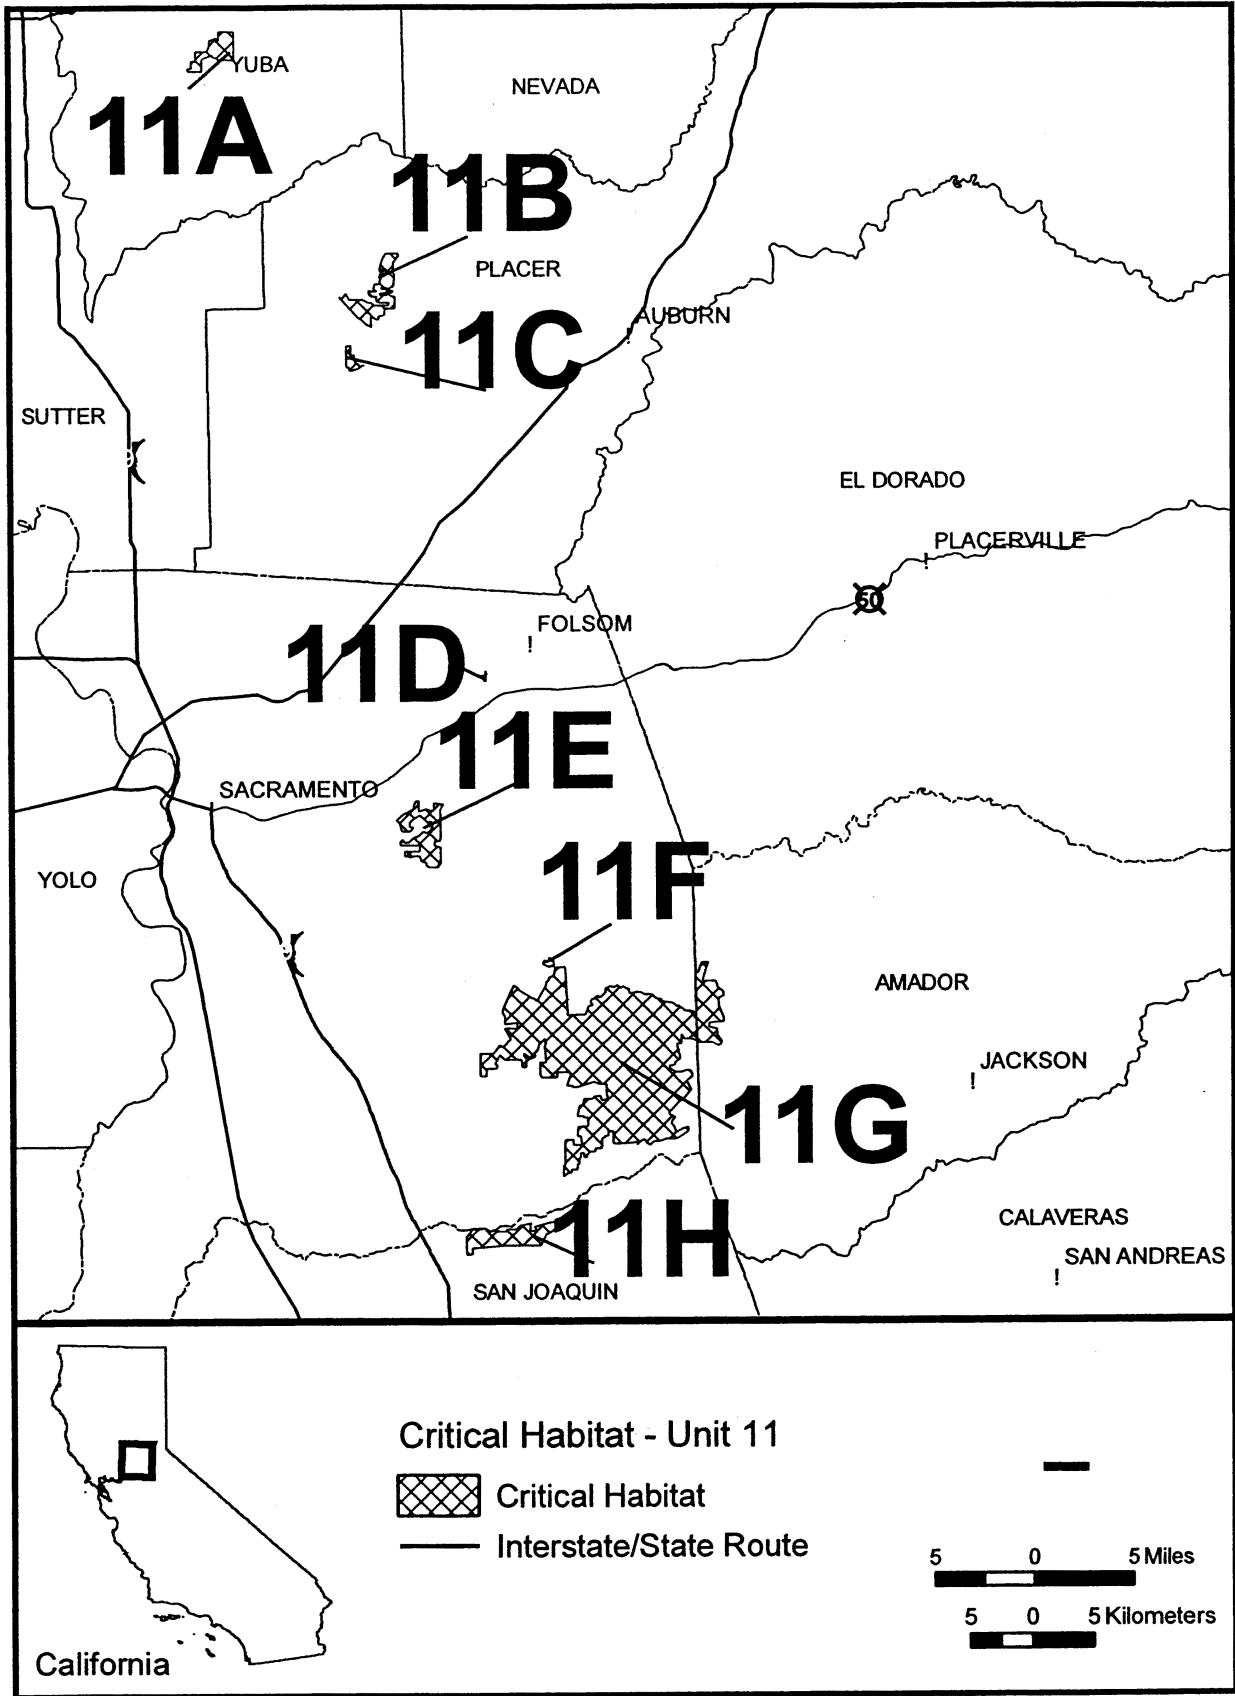 YUBA
NEVADA
11A
11B
PLACER
11C
AUBURN
SUTTER
EL DORADO
PLACERVILLE
50
FOLSOM
11D
11E
SACRAMENTO
11F
YOLO
AMADOR
JACKSON
11G
CALAVERAS
11H
SAN ANDREAS
SAN JOAQUIN
Critical Habitat - Unit 11
Critical Habitat
Interstate/State Route
5 0 5 Miles
5 0 5 Kilometers
California